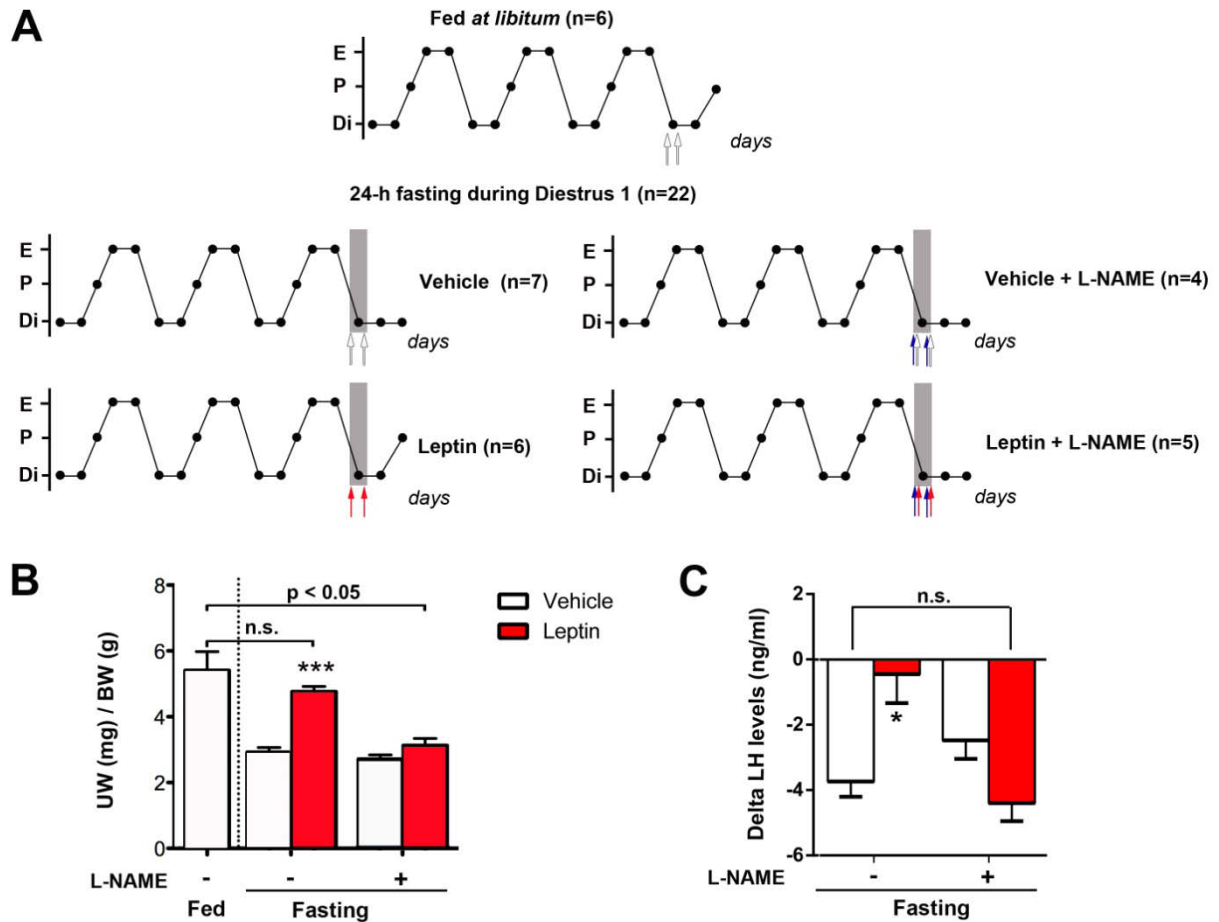 A
Fed at libitum (n=6)
E
P
Di
days
24-h fasting during Diestrus 1 (n=22)
E
P
Di
Vehicle (n=7)
days
E
P
Di
Vehicle + L-NAME (n=4)
days
E
P
Di
Leptin (n=6)
days
E
P
Di
Leptin + L-NAME (n=5)
days
B
UW (mg) / BW (g)
8
6
4
2
0
p < 0.05
n.s.
***
Vehicle
Leptin
L-NAME - - +
Fed Fasting
C
Delta LH levels (ng/ml)
2
0
-2
-4
-6
n.s.
*
L-NAME - +
Fasting